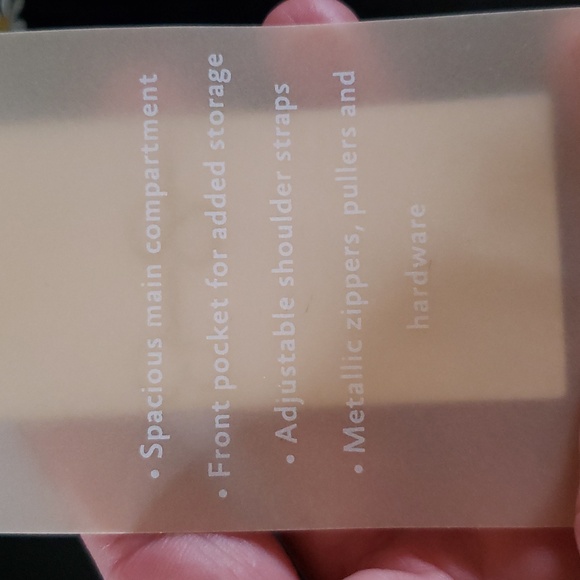 • Spacious main compartment
• Front pocket for added storage
• Adjustable shoulder straps
• Metallic zippers, pullers and
hardware